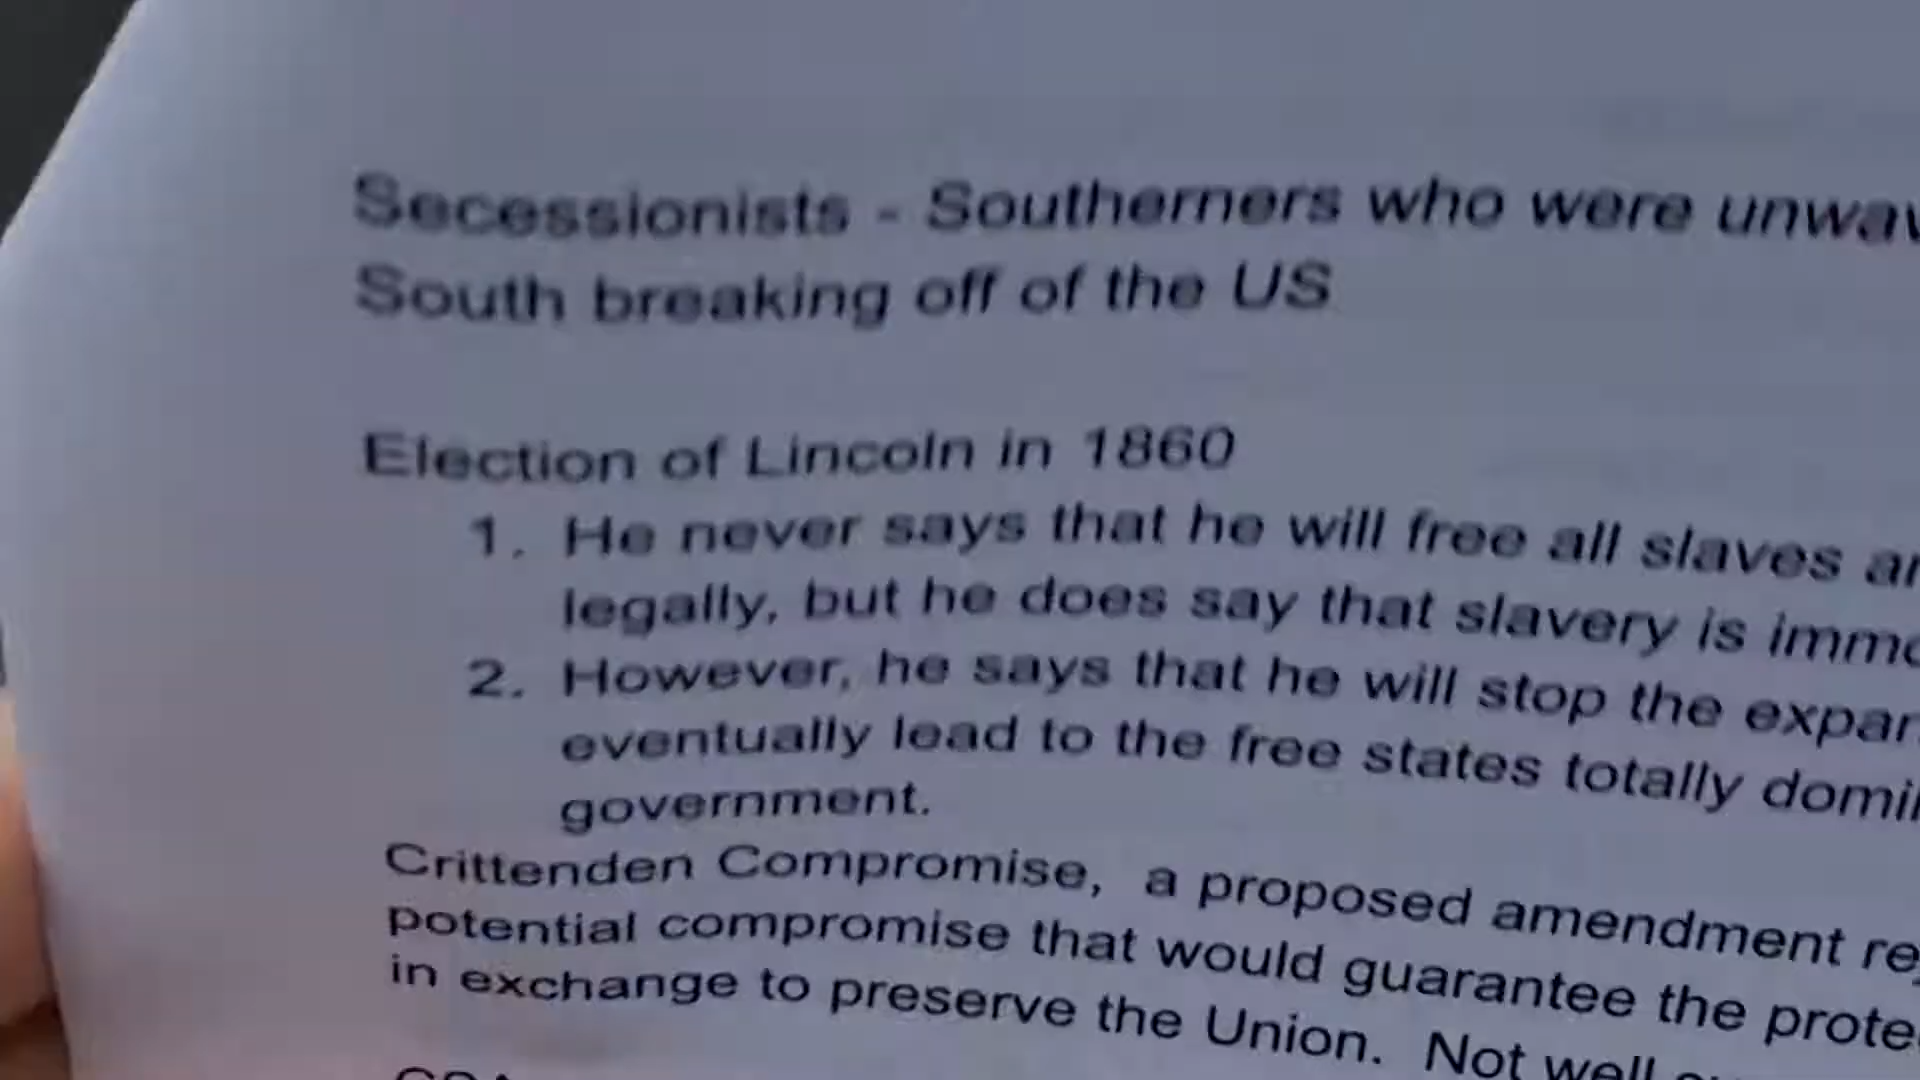 Secessionists - Southerners who were
South breaking off of the US
Election of Lincoln in 1860
1. He never says that he will free all slaves
legally, but he does say that slavery is
2. However, he says that he will stop the
eventually lead to the free states totally
government.
Crittenden Compromise, a proposed amendment
potential compromise that would guarantee the
in exchange to preserve the Union. Not well